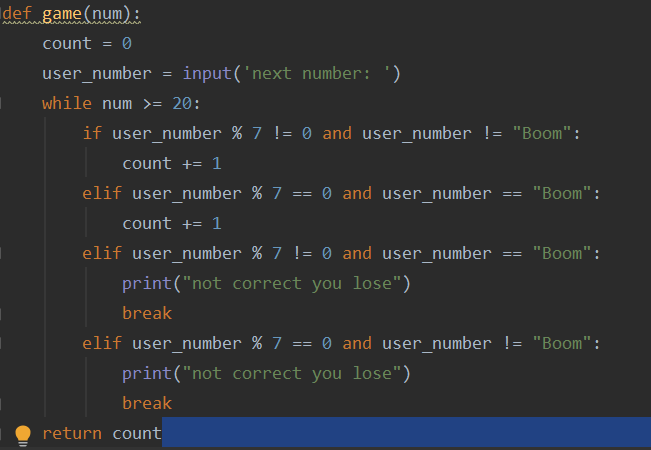 def game(num):
    count = 0
    user_number = input('next number: ')
    while num >= 20:
        if user_number % 7 != 0 and user_number != "Boom":
            count += 1
        elif user_number % 7 == 0 and user_number == "Boom":
            count += 1
        elif user_number % 7 != 0 and user_number == "Boom":
            print("not correct you lose")
            break
        elif user_number % 7 == 0 and user_number != "Boom":
            print("not correct you lose")
            break
    return count